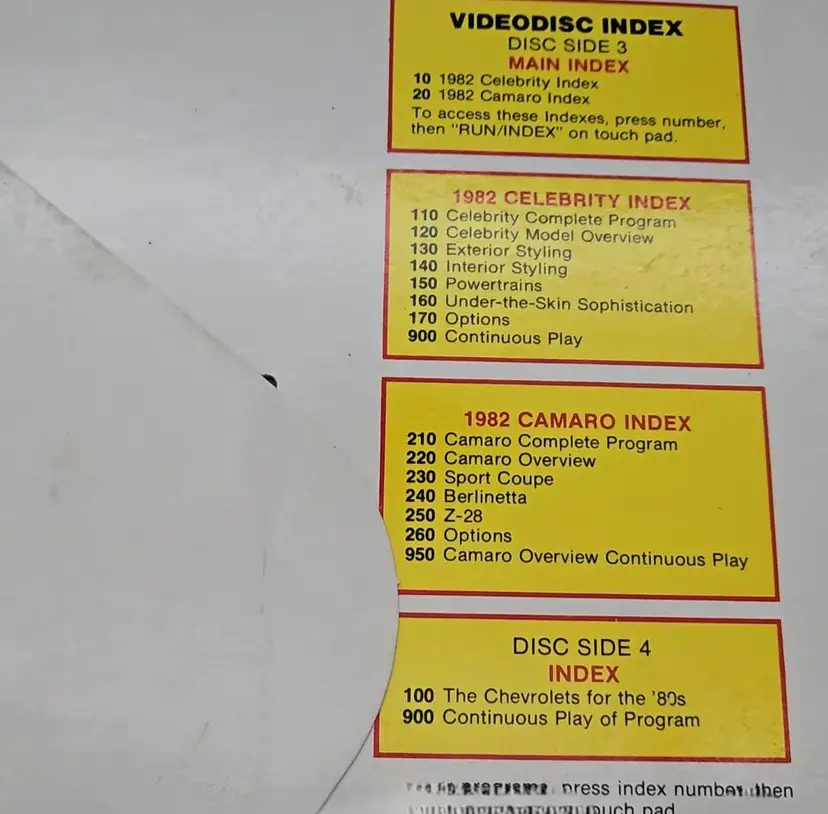 VIDEODISC INDEX
DISC SIDE 3
MAIN INDEX
10 1982 Celebrity Index
20 1982 Camaro Index
To access these Indexes, press number,
then "RUN/INDEX" on touch pad.
1982 CELEBRITY INDEX
110 Celebrity Complete Program
120 Celebrity Model Overview
130 Exterior Styling
140 Interior Styling
150 Powertrains
160 Under-the-Skin Sophistication
170 Options
900 Continuous Play
1982 CAMARO INDEX
210 Camaro Complete Program
220 Camaro Overview
230 Sport Coupe
240 Berlinetta
250 Z-28
260 Options
950 Camaro Overview Continuous Play
DISC SIDE 4
INDEX
100 The Chevrolets for the '80s
900 Continuous Play of Program
press index number then
touch pad